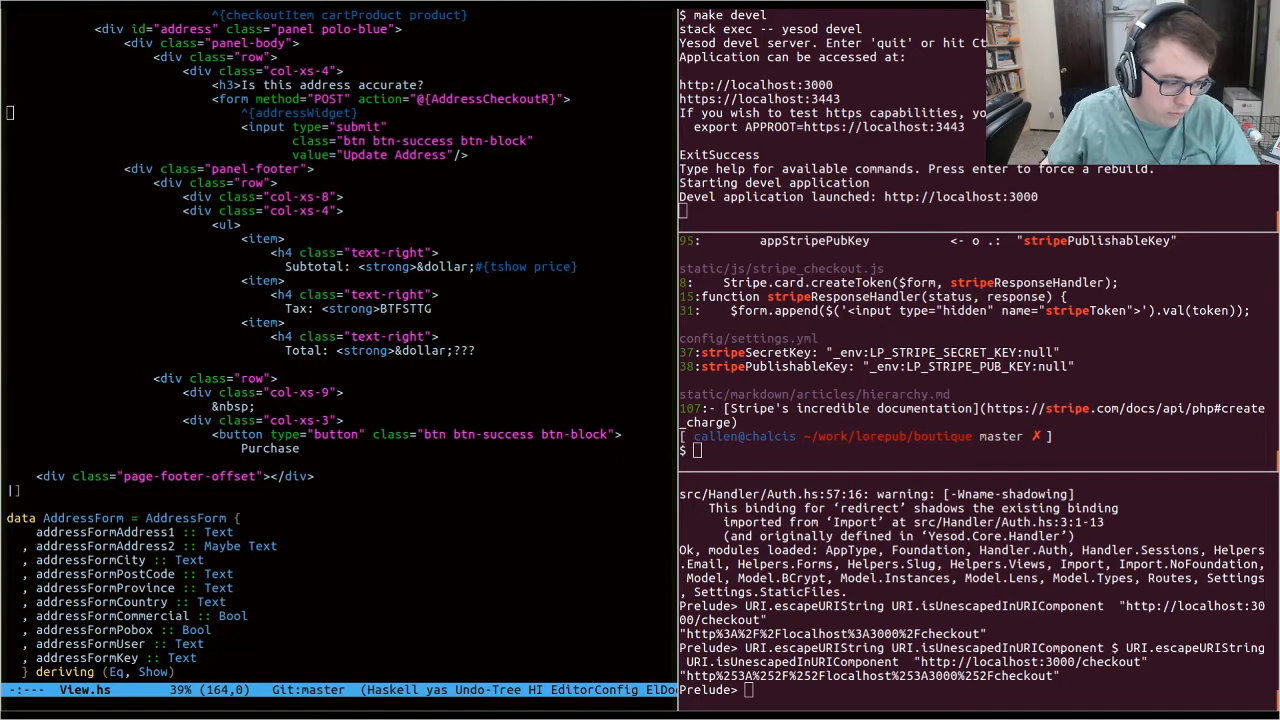 ^{checkoutItem cartProduct product}
<div id="address" class="panel polo-blue">
<div class="panel-body">
<div class="row">
<div class="col-xs-4">
<h3>Is this address accurate?
<form method="POST" action="@{AddressCheckoutR}">
^{addressWidget}
<input type="submit"
class="btn btn-success btn-block"
value="Update Address"/>
<div class="panel-footer">
<div class="row">
<div class="col-xs-8">
<div class="col-xs-4">
<ul>
<item>
<h4 class="text-right">
Subtotal: <strong>&dollar;#{tshow price}
<item>
<h4 class="text-right">
Tax: <strong>BTFSTTG
<item>
<h4 class="text-right">
Total: <strong>&dollar;???
<div class="row">
<div class="col-xs-9">
&nbsp;
<div class="col-xs-3">
<button type="button" class="btn btn-success btn-block">
Purchase
<div class="page-footer-offset"></div>
|]
data AddressForm = AddressForm {
addressFormAddress1 :: Text
, addressFormAddress2 :: Maybe Text
, addressFormCity :: Text
, addressFormPostCode :: Text
, addressFormProvince :: Text
, addressFormCountry :: Text
, addressFormCommercial :: Bool
, addressFormPobox :: Bool
, addressFormUser :: Text
, addressFormKey :: Text
} deriving (Eq, Show)
-:--- View.hs 39% (164,0) Git:master (Haskell yas Undo-Tree HI EditorConfig ElDoc
$ make devel
stack exec -- yesod devel
Yesod devel server. Enter 'quit' or hit Ct
Application can be accessed at:
http://localhost:3000
https://localhost:3443
If you wish to test https capabilities, yo
export APPROOT=https://localhost:3443
ExitSuccess
Type help for available commands. Press enter to force a rebuild.
Starting devel application
Devel application launched: http://localhost:3000
95: appStripePubKey <- o .: "stripePublishableKey"
static/js/stripe_checkout.js
8: Stripe.card.createToken($form, stripeResponseHandler);
15:function stripeResponseHandler(status, response) {
31: $form.append($('<input type="hidden" name="stripeToken">').val(token));
config/settings.yml
37:stripeSecretKey: "_env:LP_STRIPE_SECRET_KEY:null"
38:stripePublishableKey: "_env:LP_STRIPE_PUB_KEY:null"
static/markdown/articles/hierarchy.md
107:- [Stripe's incredible documentation](https://stripe.com/docs/api/php#create
_charge)
[ callen@chalcis ~/work/lorepub/boutique master ✗ ]
$
src/Handler/Auth.hs:57:16: warning: [-Wname-shadowing]
This binding for ‘redirect’ shadows the existing binding
imported from ‘Import’ at src/Handler/Auth.hs:3:1-13
(and originally defined in ‘Yesod.Core.Handler’)
Ok, modules loaded: AppType, Foundation, Handler.Auth, Handler.Sessions, Helpers
.Email, Helpers.Forms, Helpers.Slug, Helpers.Views, Import, Import.NoFoundation,
Model, Model.BCrypt, Model.Instances, Model.Lens, Model.Types, Routes, Settings
, Settings.StaticFiles.
Prelude> URI.escapeURIString URI.isUnescapedInURIComponent "http://localhost:30
00/checkout"
"http%3A%2F%2Flocalhost%3A3000%2Fcheckout"
Prelude> URI.escapeURIString URI.isUnescapedInURIComponent $ URI.escapeURIString
URI.isUnescapedInURIComponent "http://localhost:3000/checkout"
"http%253A%252F%252Flocalhost%253A3000%252Fcheckout"
Prelude>